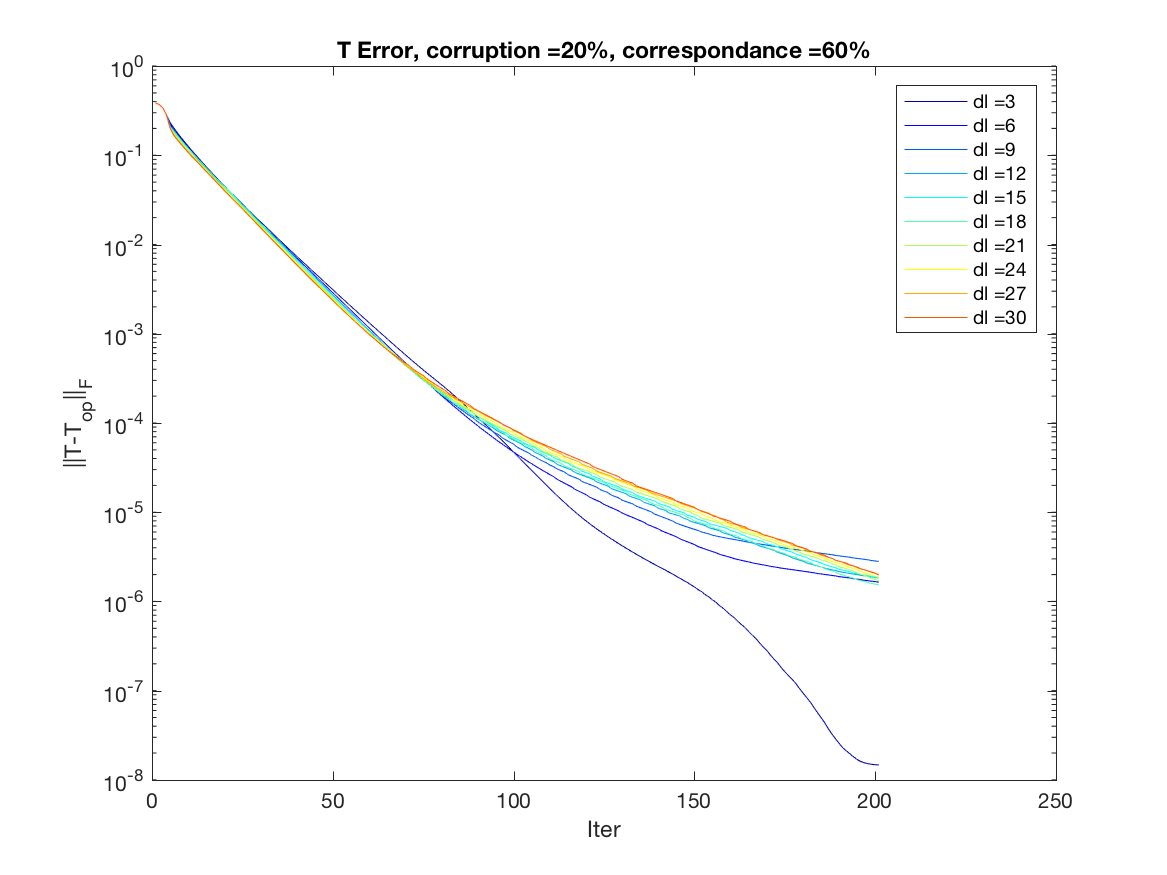 T Error, corruption =20%, correspondance =60%
10^0
10^-1
10^-2
10^-3
10^-4
10^-5
10^-6
10^-7
10^-8
||T-T_op||_F
0
50
100
150
200
250
Iter
dl =3
dl =6
dl =9
dl =12
dl =15
dl =18
dl =21
dl =24
dl =27
dl =30